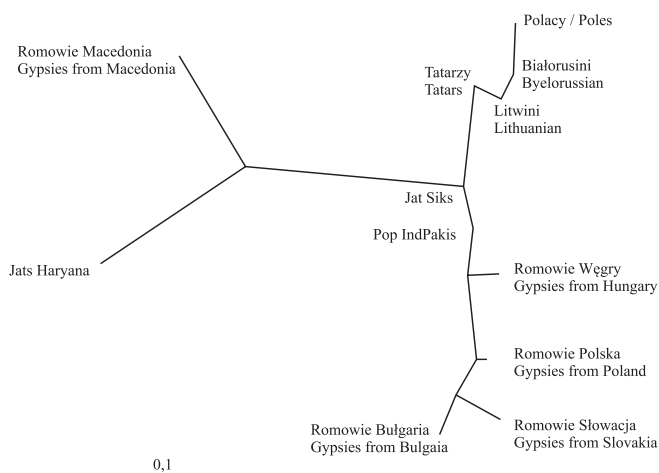 Polacy / Poles
Romowie Macedonia
Gypsies from Macedonia
Tatarzy
Tatars
Białorusini
Byelorussian
Litwini
Lithuanian
Jat Siks
Pop IndPakis
Jats Haryana
Romowie Węgry
Gypsies from Hungary
Romowie Polska
Gypsies from Poland
Romowie Bułgaria
Gypsies from Bulgaia
Romowie Słowacja
Gypsies from Slovakia
0,1